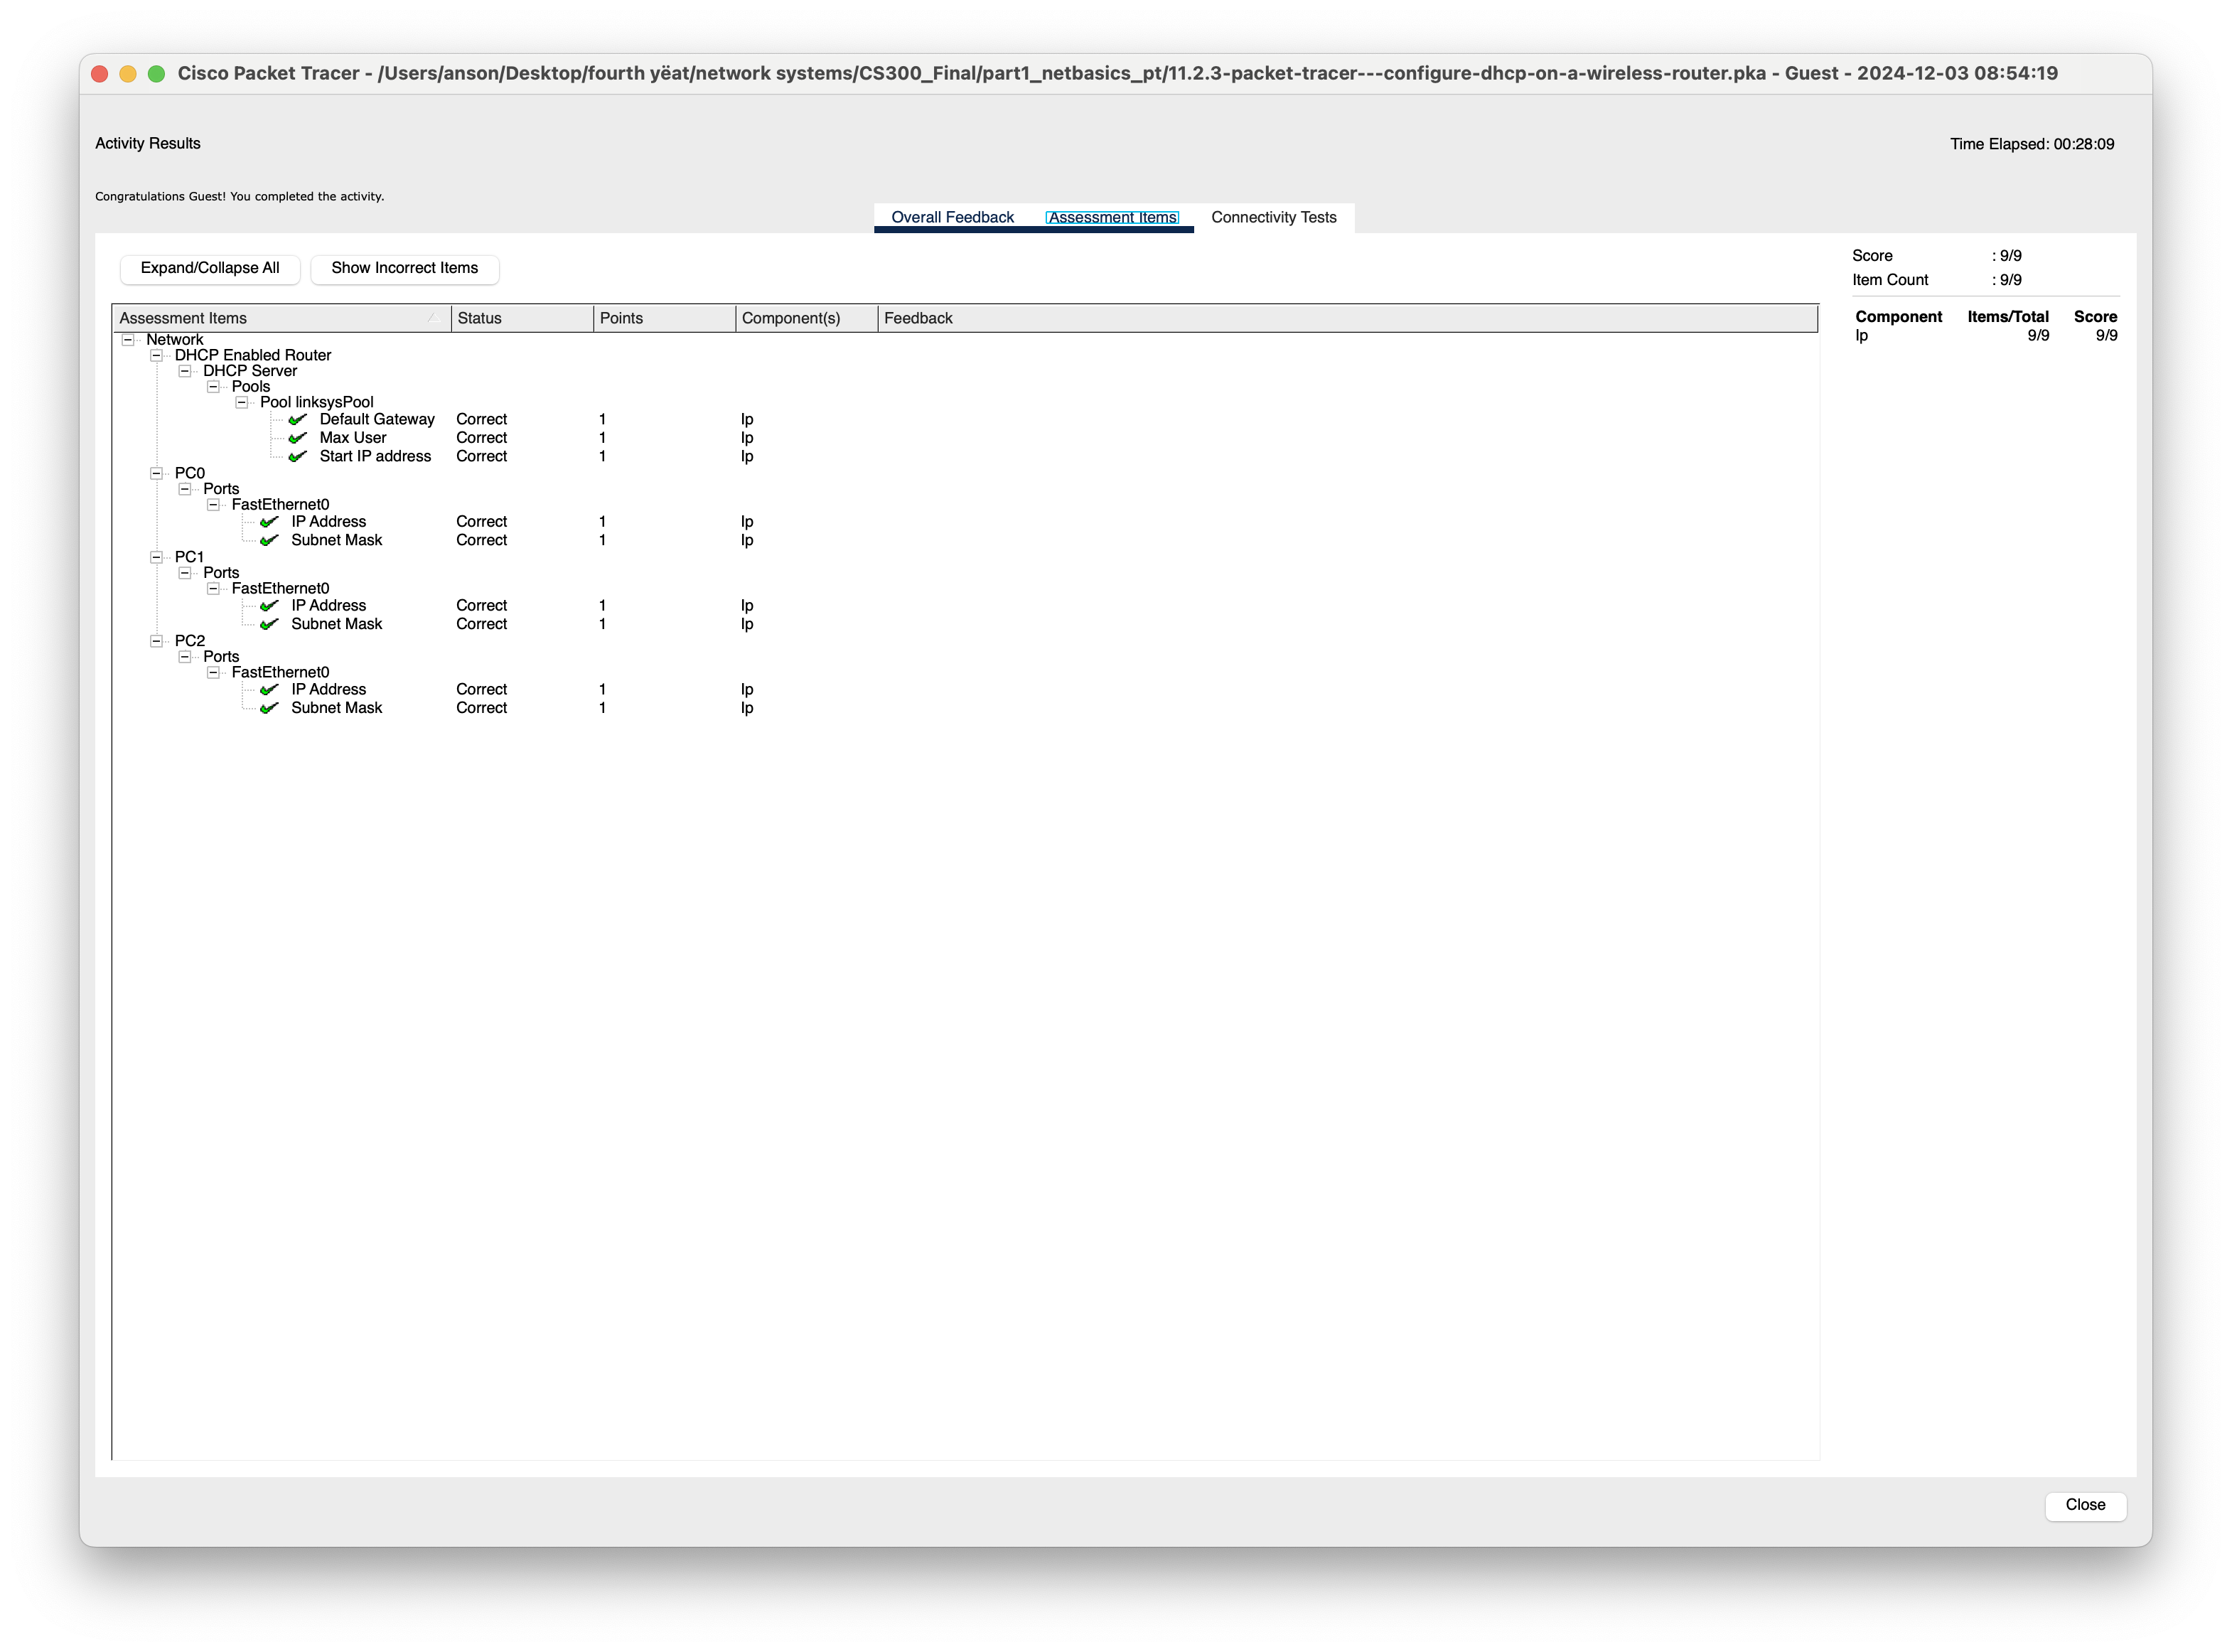 Cisco Packet Tracer - /Users/anson/Desktop/fourth yëat/network systems/CS300_Final/part1_netbasics_pt/11.2.3-packet-tracer---configure-dhcp-on-a-wireless-router.pka - Guest - 2024-12-03 08:54:19
Activity Results
Time Elapsed: 00:28:09
Congratulations Guest! You completed the activity.
Overall Feedback Assessment Items Connectivity Tests
Expand/Collapse All Show Incorrect Items
Score : 9/9
Item Count : 9/9
Component Items/Total Score
Ip 9/9 9/9
Assessment Items Status Points Component(s) Feedback
Network
DHCP Enabled Router
DHCP Server
Pools
Pool linksysPool
Default Gateway Correct 1 Ip
Max User Correct 1 Ip
Start IP address Correct 1 Ip
PC0
Ports
FastEthernet0
IP Address Correct 1 Ip
Subnet Mask Correct 1 Ip
PC1
Ports
FastEthernet0
IP Address Correct 1 Ip
Subnet Mask Correct 1 Ip
PC2
Ports
FastEthernet0
IP Address Correct 1 Ip
Subnet Mask Correct 1 Ip
Close